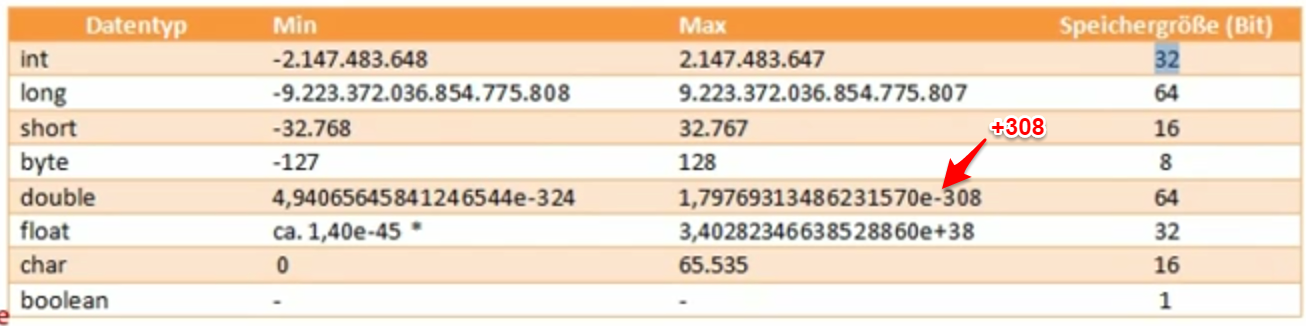 Datentyp Min Max Speichergröße (Bit)
int -2.147.483.648 2.147.483.647 32
long -9.223.372.036.854.775.808 9.223.372.036.854.775.807 64
short -32.768 32.767 16
+308
byte -127 128 8
double 4,94065645841246544e-324 1,79769313486231570e-308 64
float ca. 1,40e-45 * 3,40282346638528860e+38 32
char 0 65.535 16
boolean - - 1
e